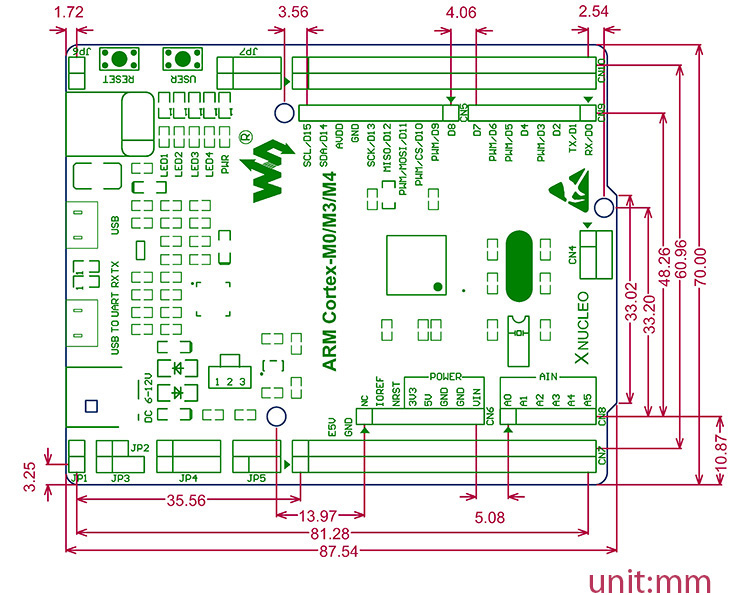 1.72
3.56
4.06
2.54
JP6
RESET
USER
JP7
CN10
CN5
CN9
SCL/D15
SDA/D14
AVDD
GND
SCK/D13
MISO/D12
PWM/MOSI/D11
PWM/CS/D10
PWM/D9
D8
D7
PWM/D6
PWM/D5
D4
PWM/D3
D2
TX/D1
RX/D0
LED1
LED2
LED3
LED4
PWR
®
ARM Cortex-M0/M3/M4
USB
CN4
RX TX
USB TO UART
XNUCLEO
33.02
33.20
48.26
60.96
70.00
1 2 3
DC 6-12V
POWER
AIN
E5V
GND
NC
IOREF
NRST
3V3
5V
GND
GND
VIN
A0
A1
A2
A3
A4
A5
CN6
CN8
CN7
JP1
JP2
JP3
JP4
JP5
3.25
10.87
35.56
13.97
5.08
81.28
87.54
unit:mm